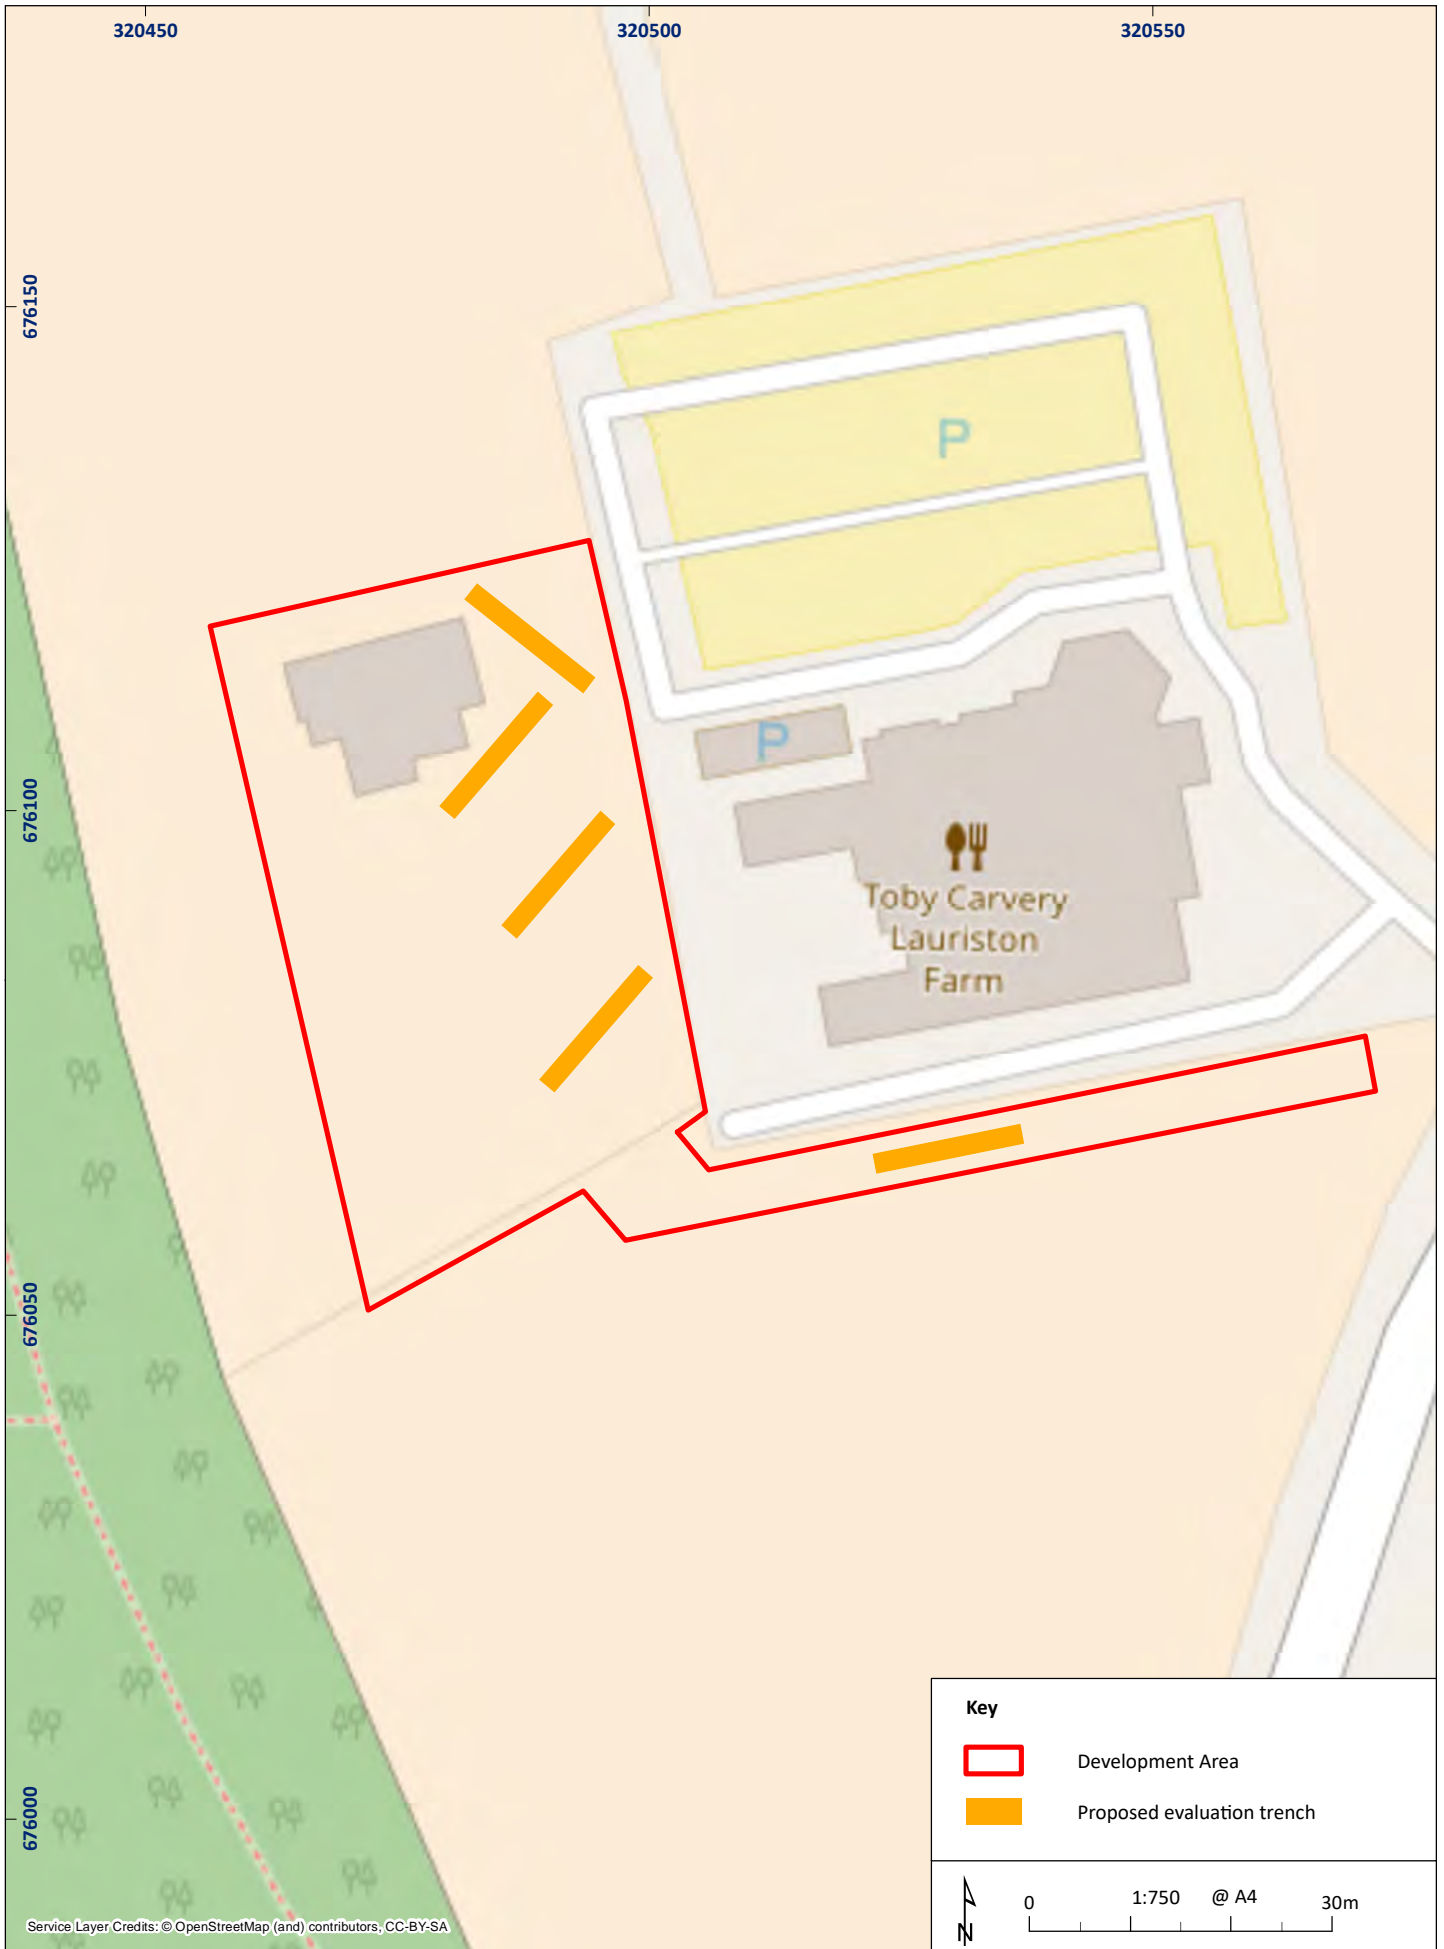 320450
320500
320550
676150
676100
676050
676000
P
P
Toby Carvery
Lauriston
Farm
Key
Development Area
Proposed evaluation trench
N
0 1:750 @ A4 30m
Service Layer Credits: © OpenStreetMap (and) contributors, CC-BY-SA